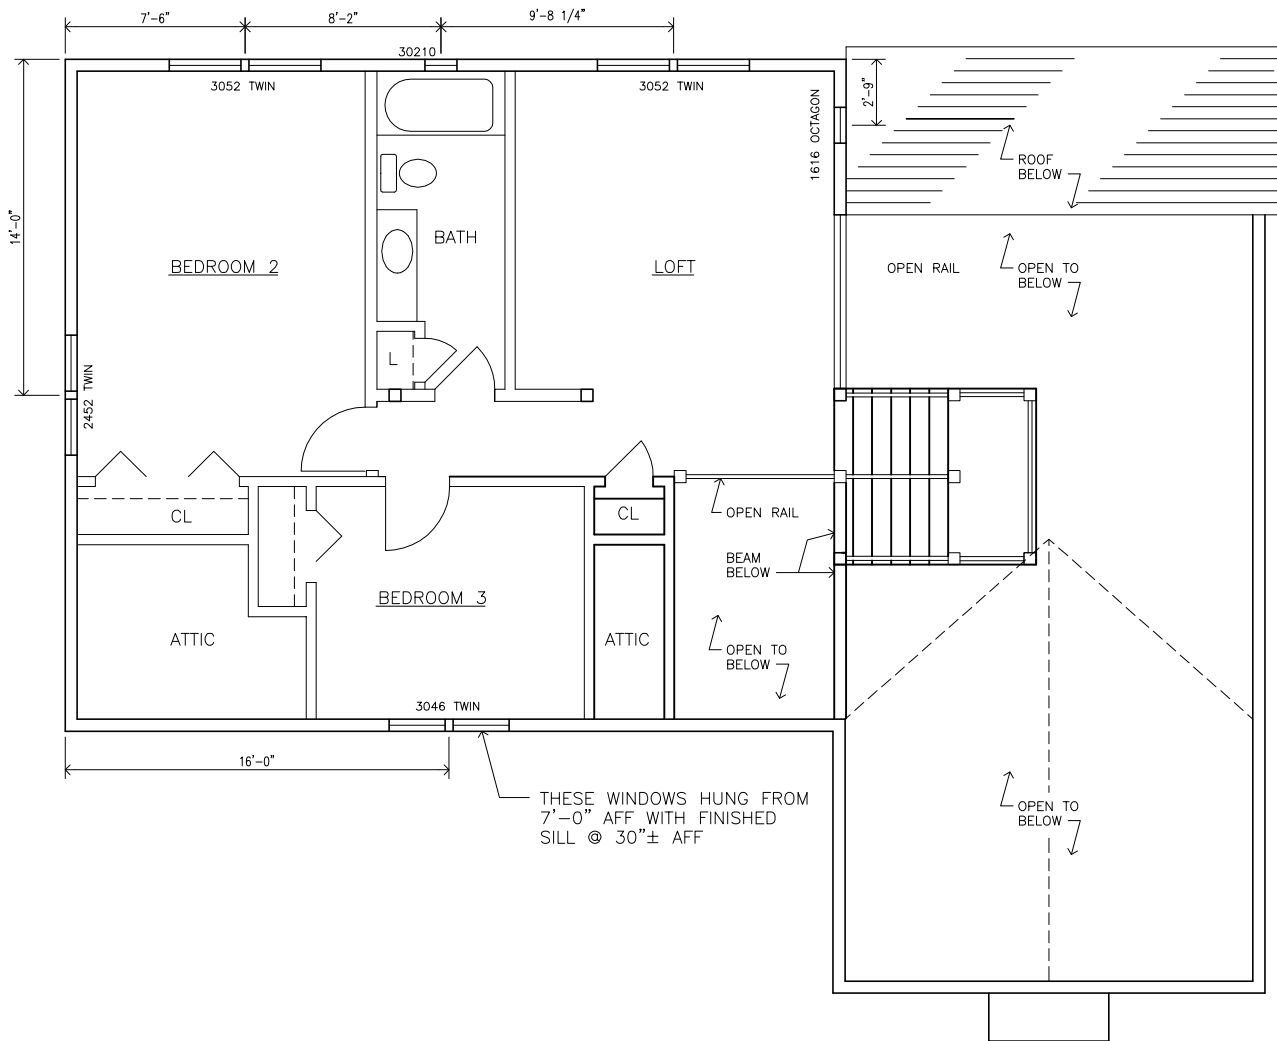 7'-6"
8'-2"
9'-8 1/4"
30210
3052 TWIN
3052 TWIN
1616 OCTAGON
2'-9"
ROOF
BELOW
14'-0"
BATH
BEDROOM 2
LOFT
OPEN RAIL
OPEN TO
BELOW
L
2452 TWIN
CL
CL
OPEN RAIL
BEAM
BELOW
BEDROOM 3
ATTIC
ATTIC
OPEN TO
BELOW
3046 TWIN
16'-0"
THESE WINDOWS HUNG FROM
7'-0" AFF WITH FINISHED
SILL @ 30"± AFF
OPEN TO
BELOW